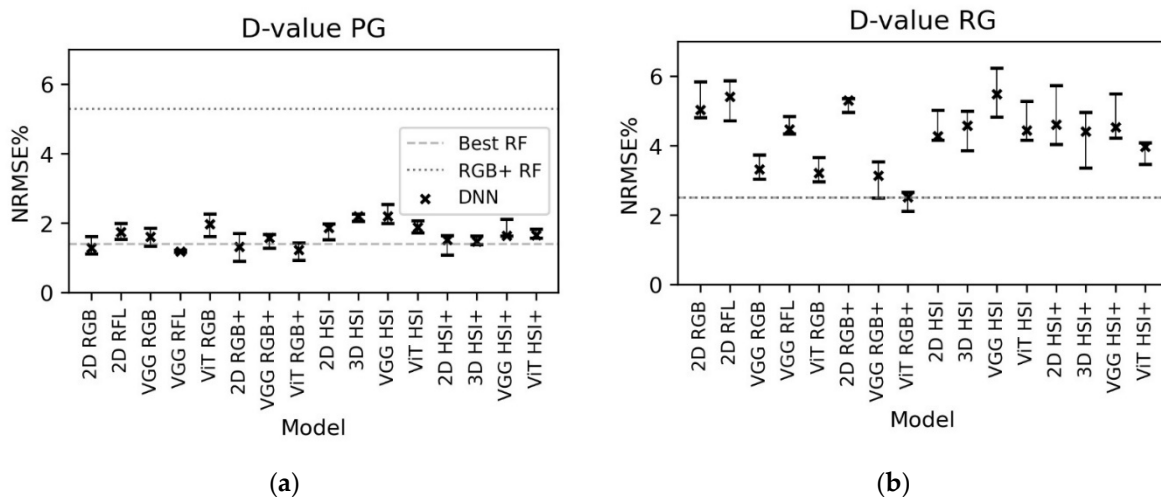 D-value PG
NRMSE%
6
4
2
0
Best RF
RGB+ RF
DNN
2D RGB
2D RFL
VGG RGB
VGG RFL
ViT RGB
2D RGB+
VGG RGB+
ViT RGB+
2D HSI
3D HSI
VGG HSI
ViT HSI
2D HSI+
3D HSI+
VGG HSI+
ViT HSI+
Model
(a)
D-value RG
NRMSE%
6
4
2
0
2D RGB
2D RFL
VGG RGB
VGG RFL
ViT RGB
2D RGB+
VGG RGB+
ViT RGB+
2D HSI
3D HSI
VGG HSI
ViT HSI
2D HSI+
3D HSI+
VGG HSI+
ViT HSI+
Model
(b)